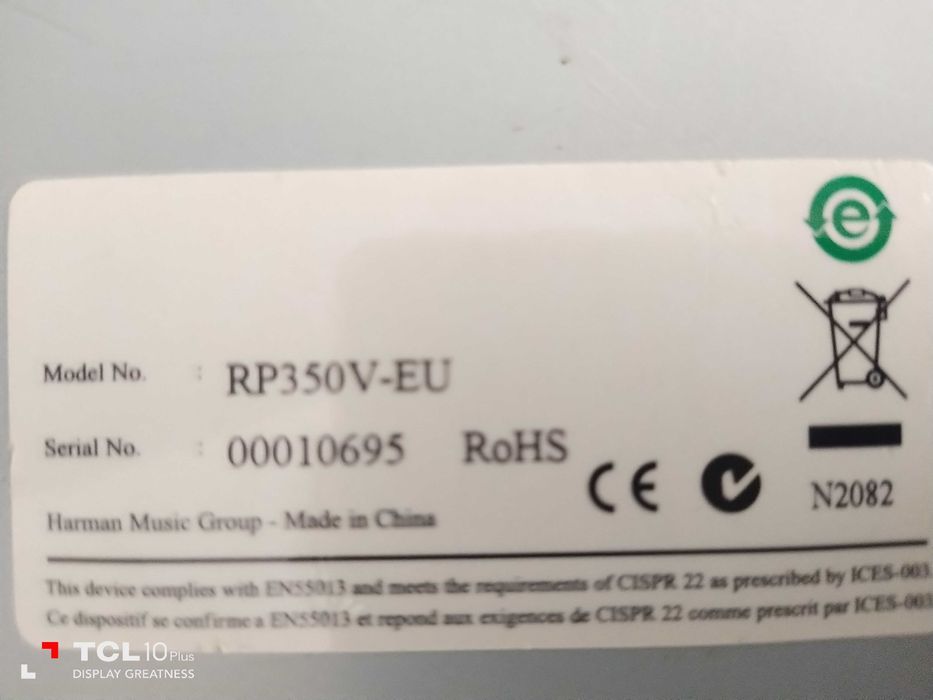 e
Model No. : RP350V-EU
Serial No. : 00010695 RoHS
CE N2082
Harman Music Group - Made in China
This device complies with EN55013 and meets the requirements of CISPR 22 as prescribed by ICES-003.
Ce dispositif se confirme a EN55013 et repond aux exigences de CISPR 22 comme prescrit par ICES-003
TCL 10 Plus
DISPLAY GREATNESS